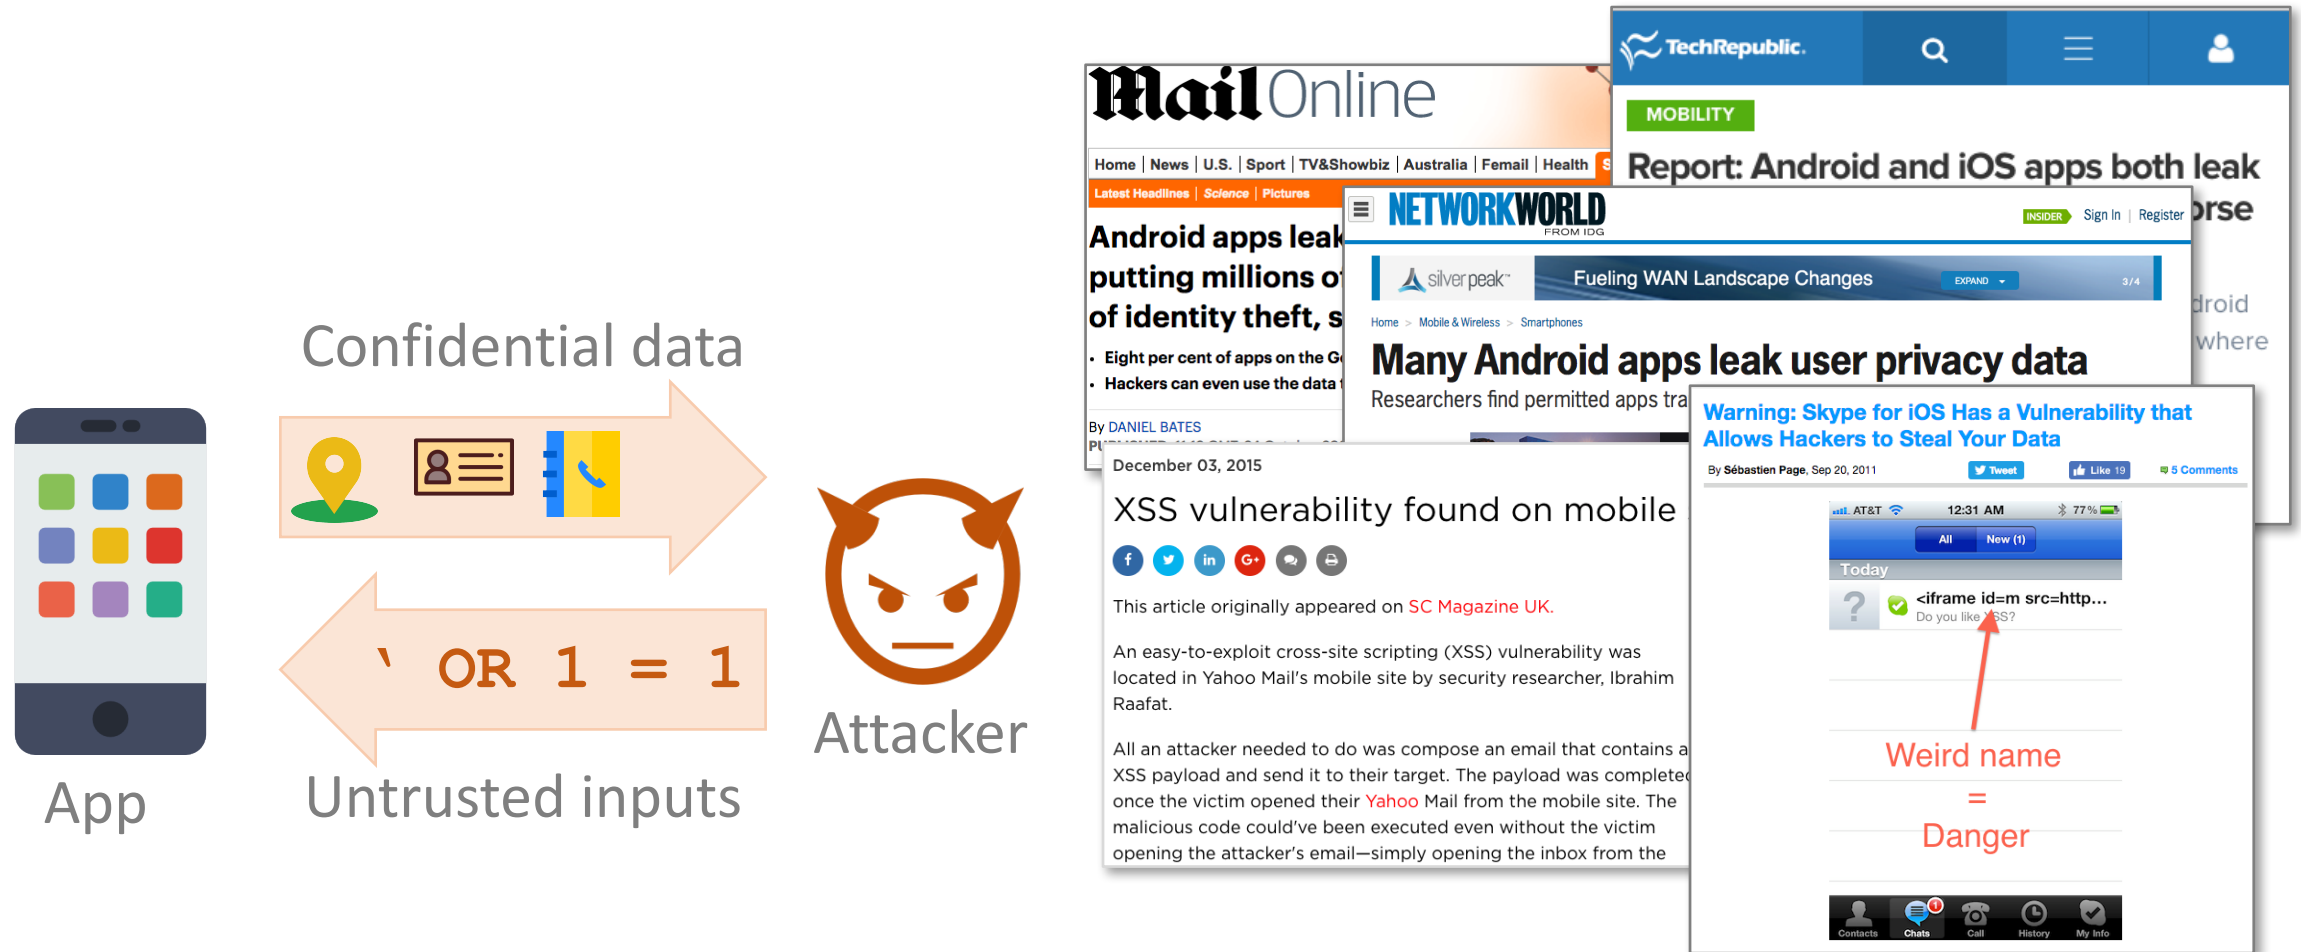 Confidential data
` OR 1 = 1
Untrusted inputs
App
Attacker
Mail Online
Home | News | U.S. | Sport | TV&Showbiz | Australia | Femail | Health
Latest Headlines | Science | Pictures
Android apps leak
putting millions
of identity theft,
• Eight per cent of apps on the
• Hackers can even use the data
By DANIEL BATES
TechRepublic.
MOBILITY
Report: Android and iOS apps both leak
where
NETWORKWORLD
FROM IDG
INSIDER Sign In | Register
silver peak™
Fueling WAN Landscape Changes
EXPAND
3/4
Home > Mobile & Wireless > Smartphones
Many Android apps leak user privacy data
Researchers find permitted apps
December 03, 2015
XSS vulnerability found on mobile
This article originally appeared on SC Magazine UK.
An easy-to-exploit cross-site scripting (XSS) vulnerability was
located in Yahoo Mail's mobile site by security researcher, Ibrahim
Raafat.
All an attacker needed to do was compose an email that contains a
XSS payload and send it to their target. The payload was completed
once the victim opened their Yahoo Mail from the mobile site. The
malicious code could've been executed even without the victim
opening the attacker's email—simply opening the inbox from the
Warning: Skype for iOS Has a Vulnerability that
Allows Hackers to Steal Your Data
By Sébastien Page, Sep 20, 2011
Tweet
Like 19
5 Comments
AT&T 12:31 AM 77%
All New (1)
Today
?
<iframe id=m src=http...
Do you like XSS?
Weird name
=
Danger
1
Contacts Chats Call History My Info